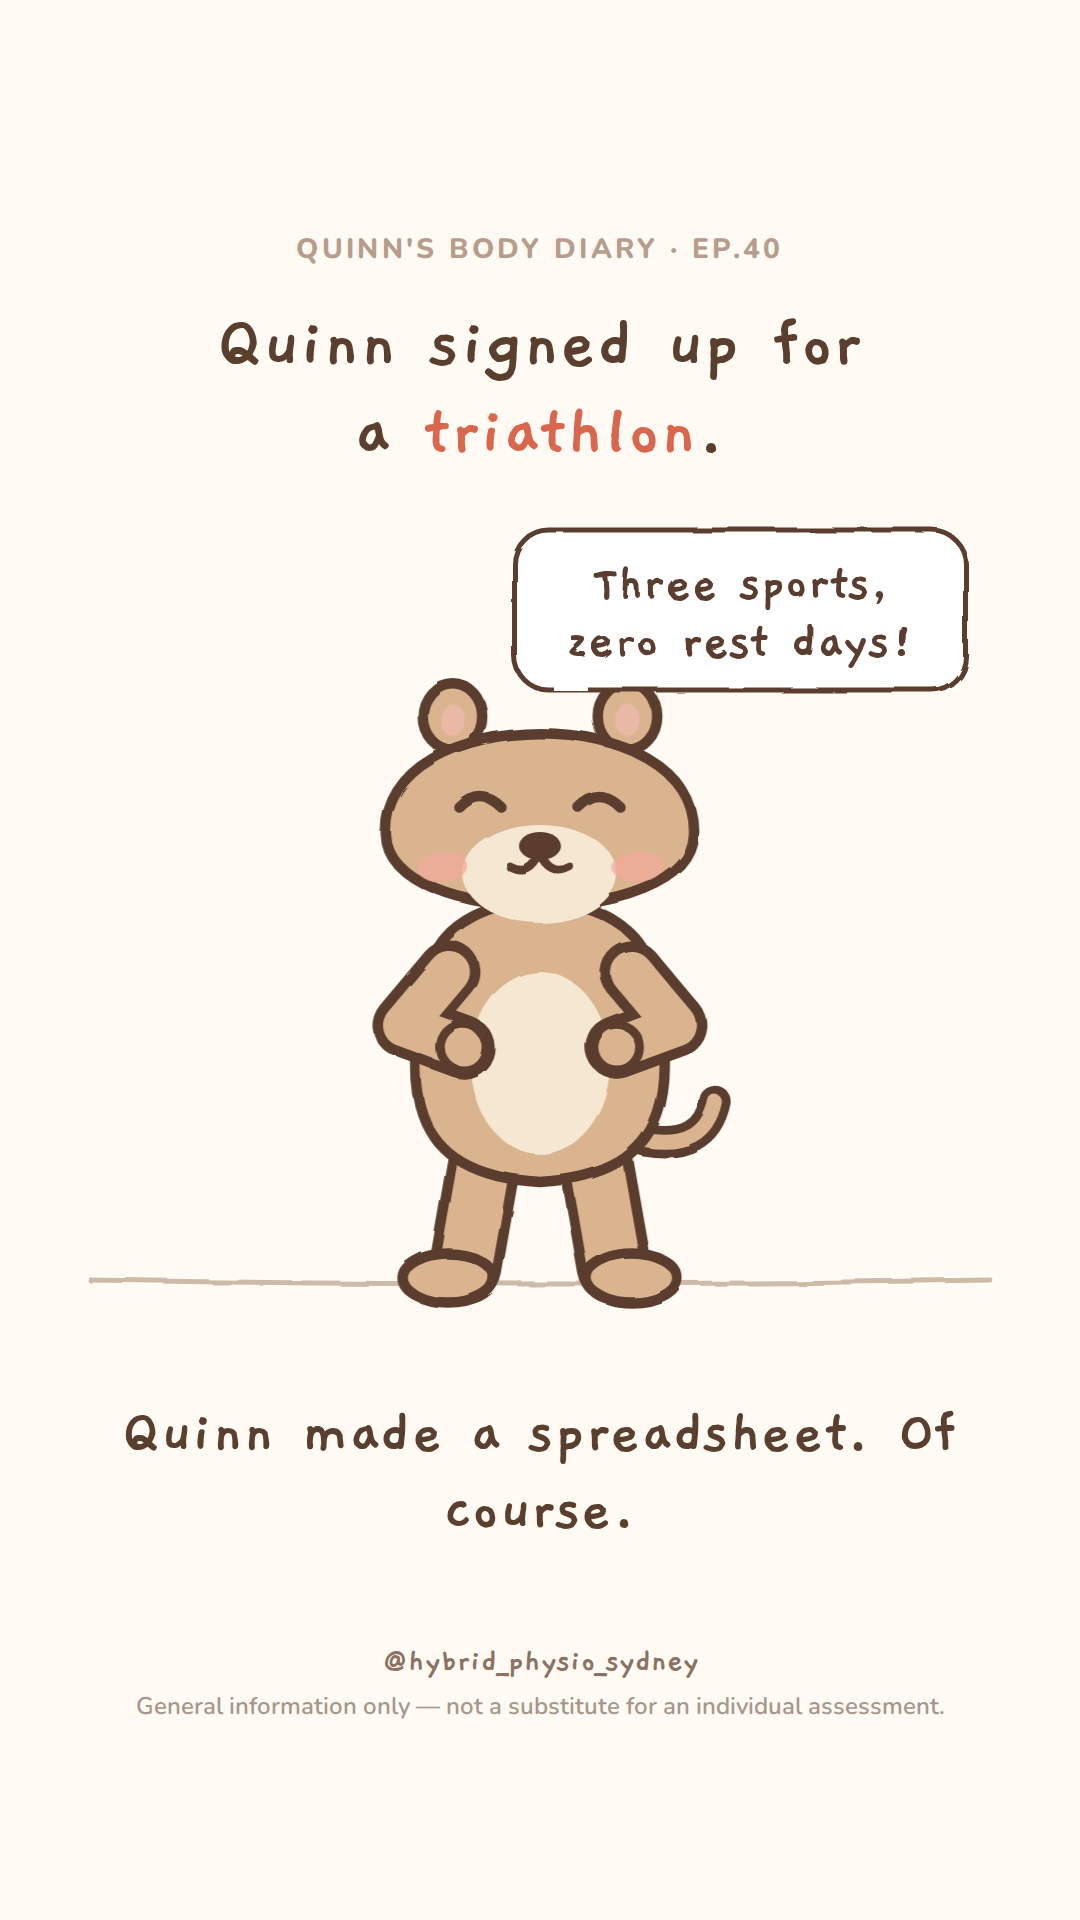 QUINN'S BODY DIARY · EP.40
Quinn signed up for
a triathlon.
Three sports,
zero rest days!
Quinn made a spreadsheet. Of
course.
@hybrid_physio_sydney
General information only — not a substitute for an individual assessment.